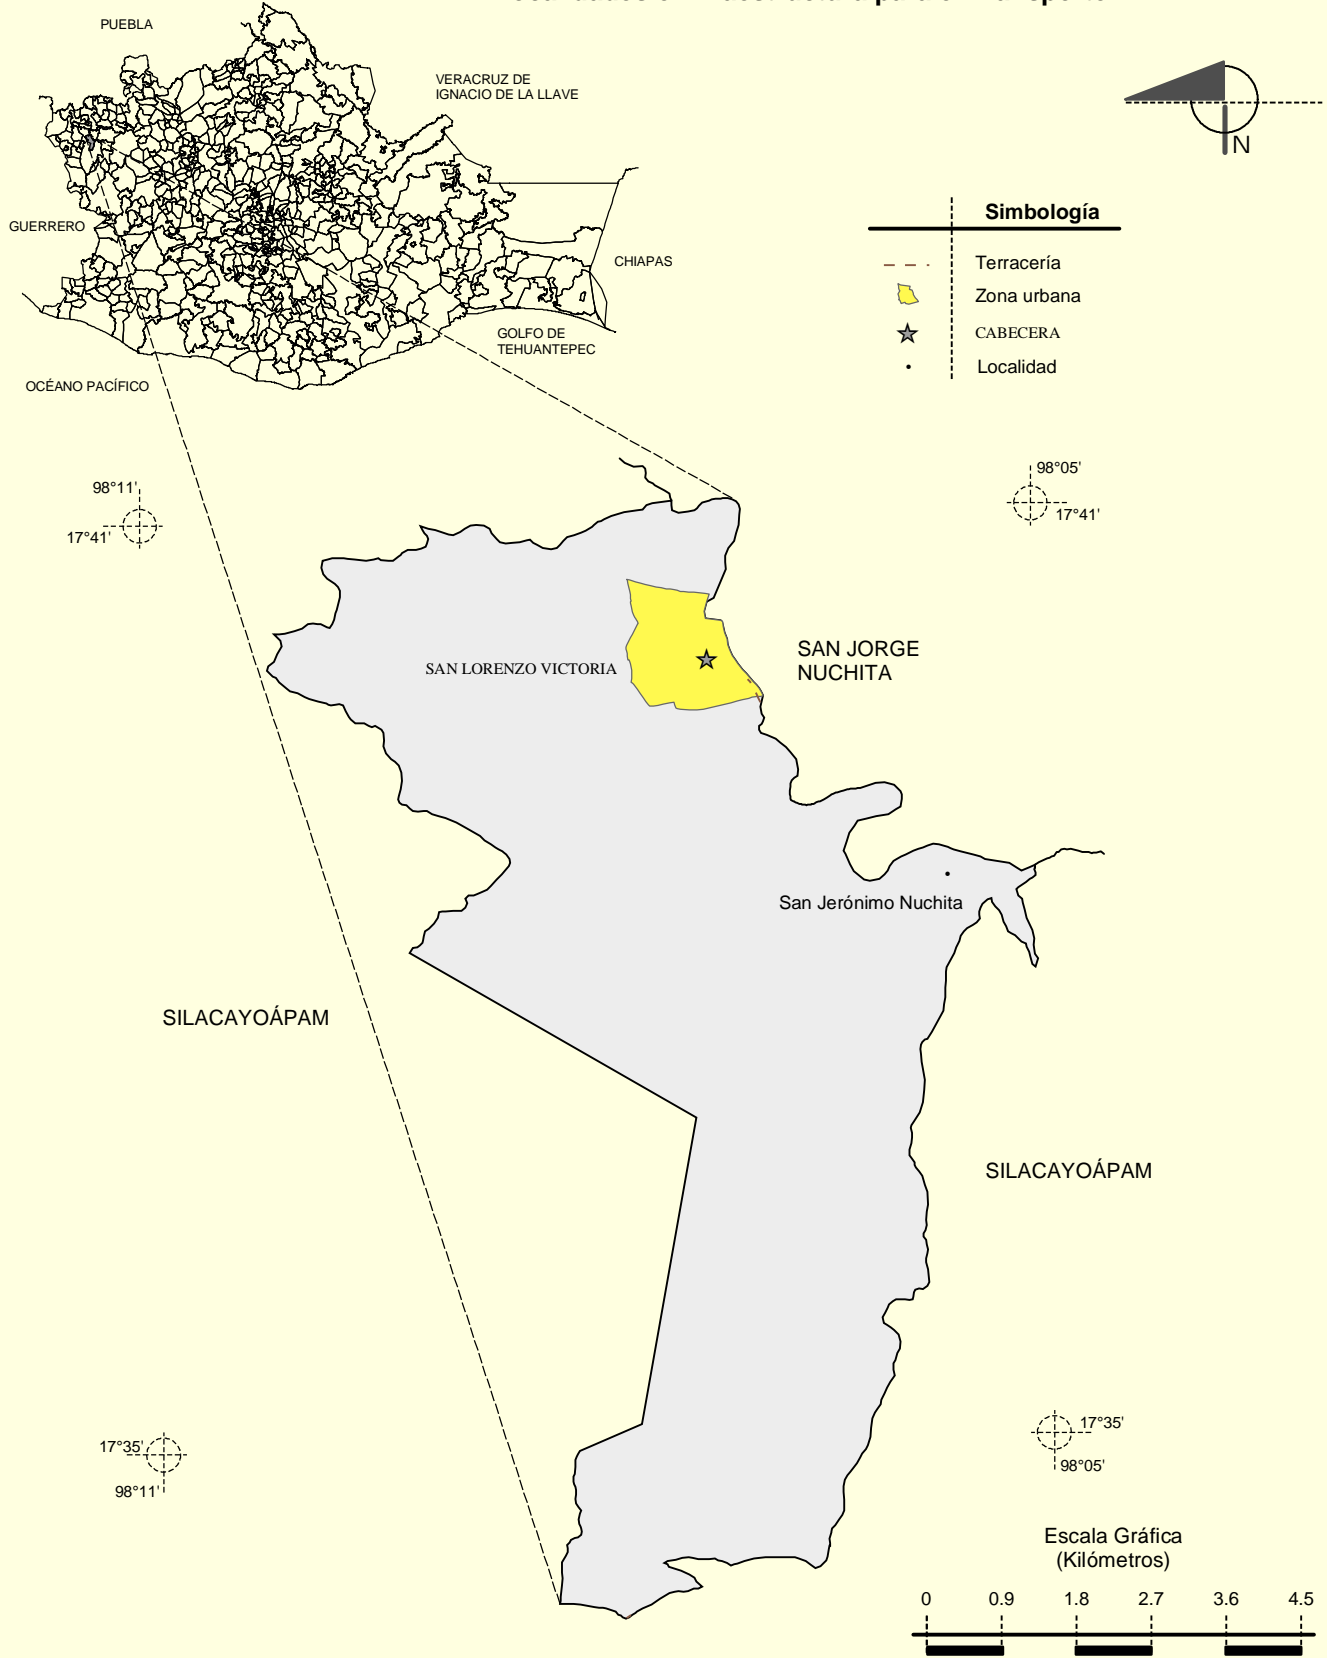 PUEBLA
VERACRUZ DE
IGNACIO DE LA LLAVE
GUERRERO
CHIAPAS
GOLFO DE
TEHUANTEPEC
OCÉANO PACÍFICO
N
Simbología
Terracería
Zona urbana
CABECERA
Localidad
98°11'
17°41'
98°05'
17°41'
SAN LORENZO VICTORIA
SAN JORGE
NUCHITA
San Jerónimo Nuchita
SILACAYOÁPAM
SILACAYOÁPAM
17°35'
98°11'
17°35'
98°05'
Escala Gráfica
(Kilómetros)
0 0.9 1.8 2.7 3.6 4.5